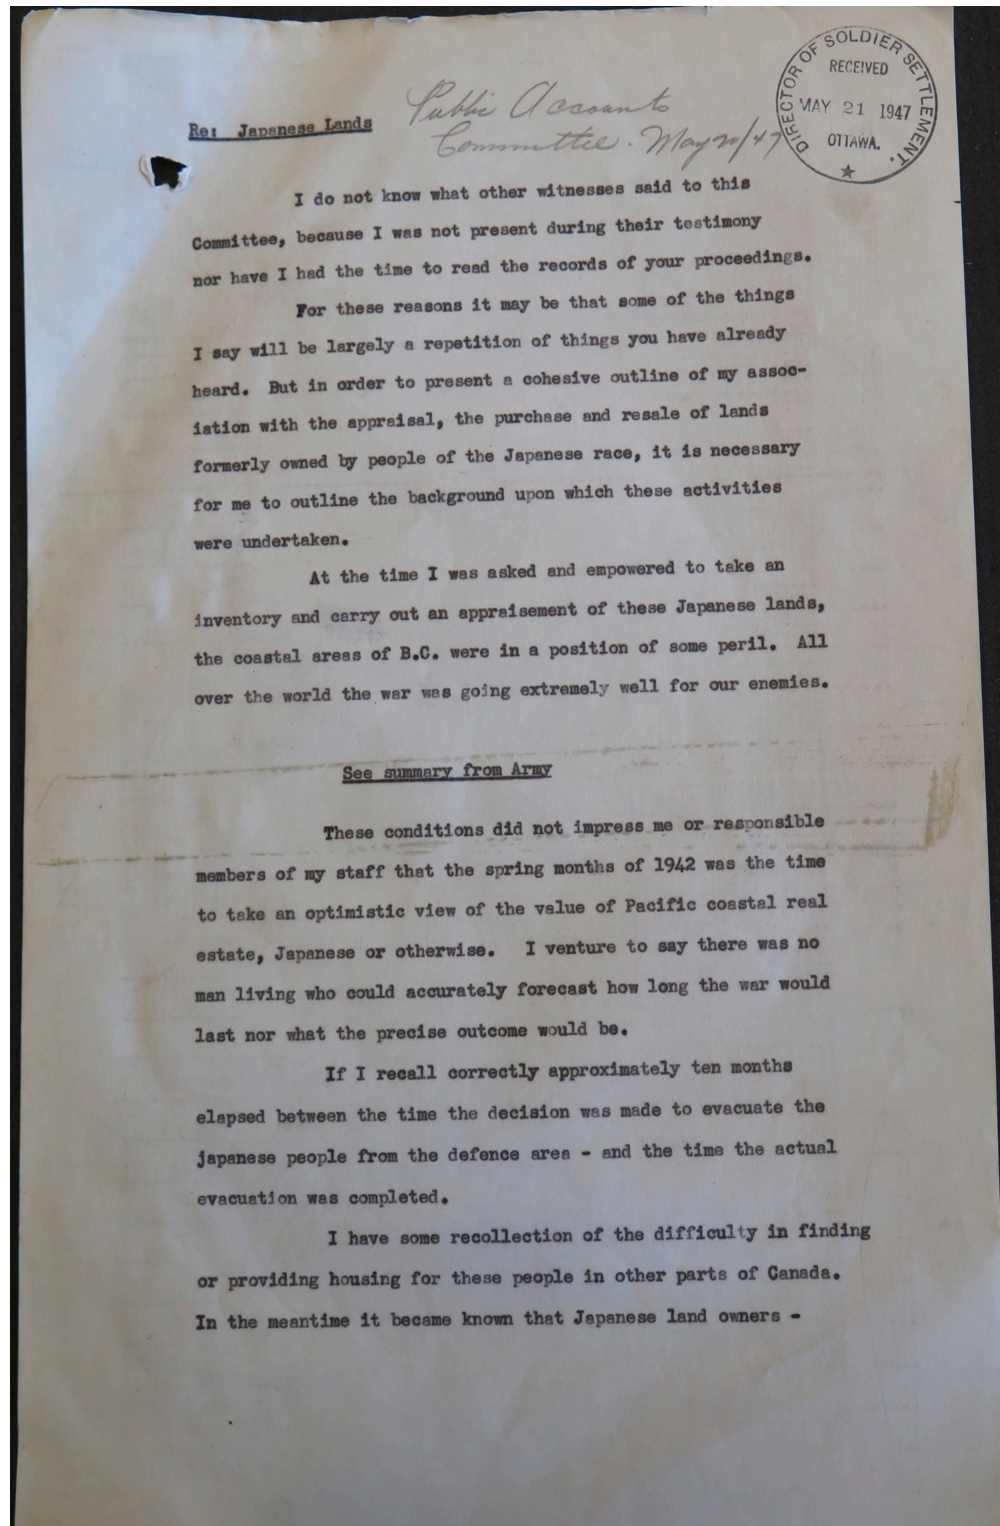 Public Accounts
Committee. May 20/47
DIRECTOR OF SOLDIER SETTLEMENT.
RECEIVED
MAY 21 1947
OTTAWA.
Re: Japanese Lands
I do not know what other witnesses said to this
Committee, because I was not present during their testimony
nor have I had the time to read the records of your proceedings.
For these reasons it may be that some of the things
I say will be largely a repetition of things you have already
heard. But in order to present a cohesive outline of my assoc-
iation with the appraisal, the purchase and resale of lands
formerly owned by people of the Japanese race, it is necessary
for me to outline the background upon which these activities
were undertaken.
At the time I was asked and empowered to take an
inventory and carry out an appraisement of these Japanese lands,
the coastal areas of B.C. were in a position of some peril. All
over the world the war was going extremely well for our enemies.
See summary from Army
These conditions did not impress me or responsible
members of my staff that the spring months of 1942 was the time
to take an optimistic view of the value of Pacific coastal real
estate, Japanese or otherwise. I venture to say there was no
man living who could accurately forecast how long the war would
last nor what the precise outcome would be.
If I recall correctly approximately ten months
elapsed between the time the decision was made to evacuate the
japanese people from the defence area - and the time the actual
evacuation was completed.
I have some recollection of the difficulty in finding
or providing housing for these people in other parts of Canada.
In the meantime it became known that Japanese land owners -